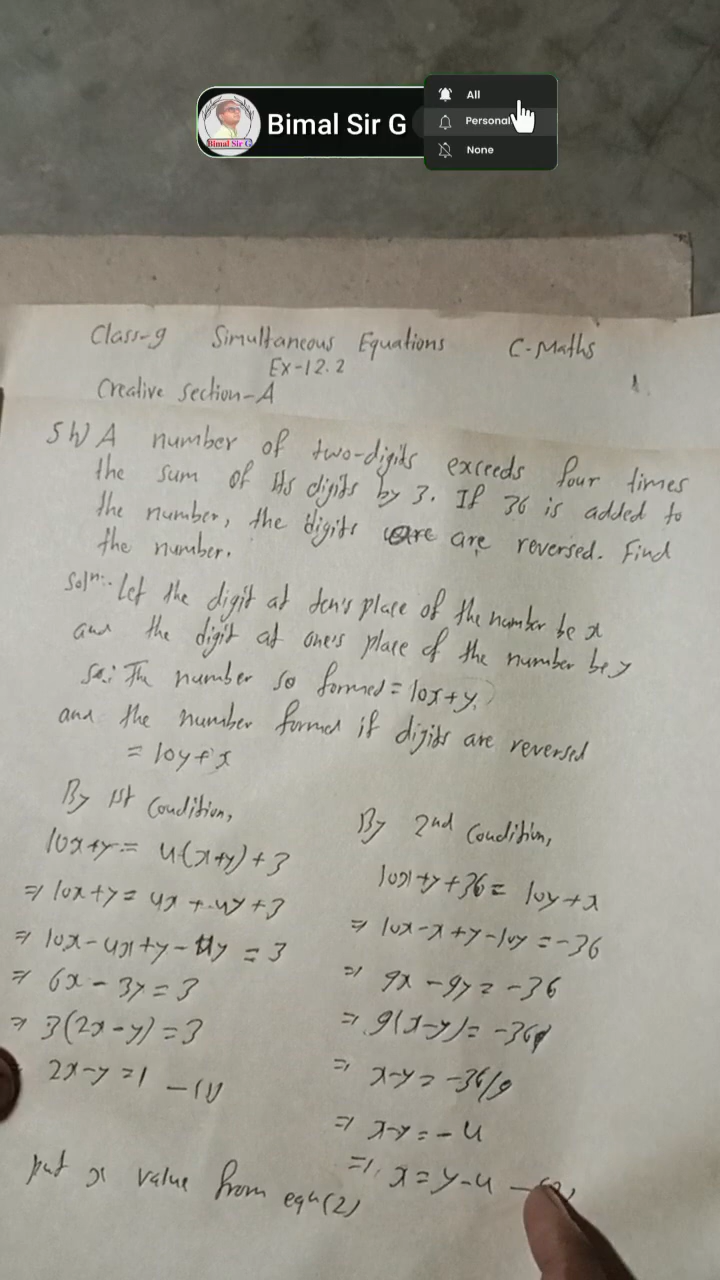 All
Personal
None
Bimal Sir G
Bimal Sir G
Class-9 Simultaneous Equations C-Maths
Ex-12.2
Creative section-A
5 h) A number of two-digits exceeds four times
the sum of its digits by 3. If 36 is added to
the number, the digits are are reversed. Find
the number.
Solⁿ:- Let the digit at ten's place of the number be x
and the digit at one's place of the number be y
So: The number so formed = 10x+y.
and the number formed if digits are reversed
= 10y+x
By 1st condition,
10x+y = 4(x+y)+3
⇒ 10x+y = 4x+4y+3
⇒ 10x-4x+y-4y = 3
⇒ 6x-3y = 3
⇒ 3(2x-y) = 3
2x-y = 1 -(1)
By 2nd condition,
10x+y+36 = 10y+x
⇒ 10x-x+y-10y = -36
⇒ 9x-9y = -36
⇒ 9(x-y) = -36
⇒ x-y = -36/9
⇒ x-y = -4
⇒ x = y-4
put x value from eqn(2)